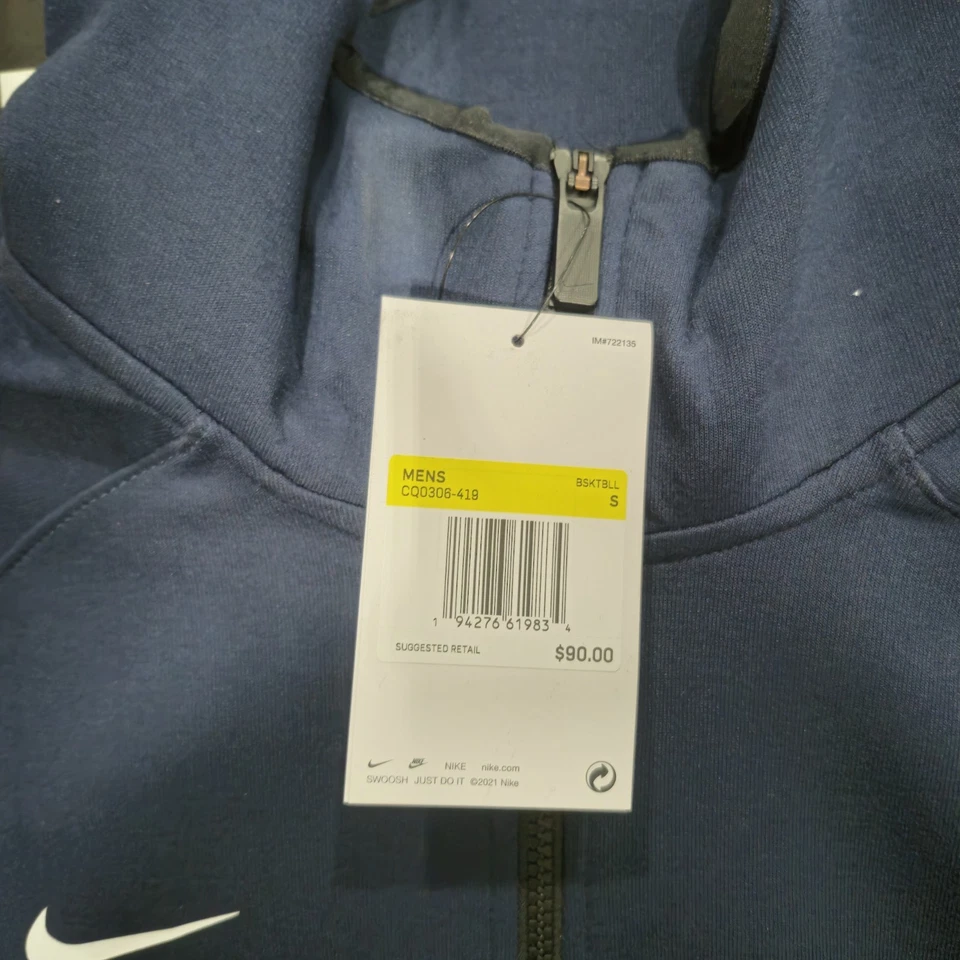 IM#722135
MENS BSKTBLL
CQ0306-419 S
1 94276 61983 4
SUGGESTED RETAIL $90.00
NIKE nike.com
SWOOSH JUST DO IT ©2021 Nike